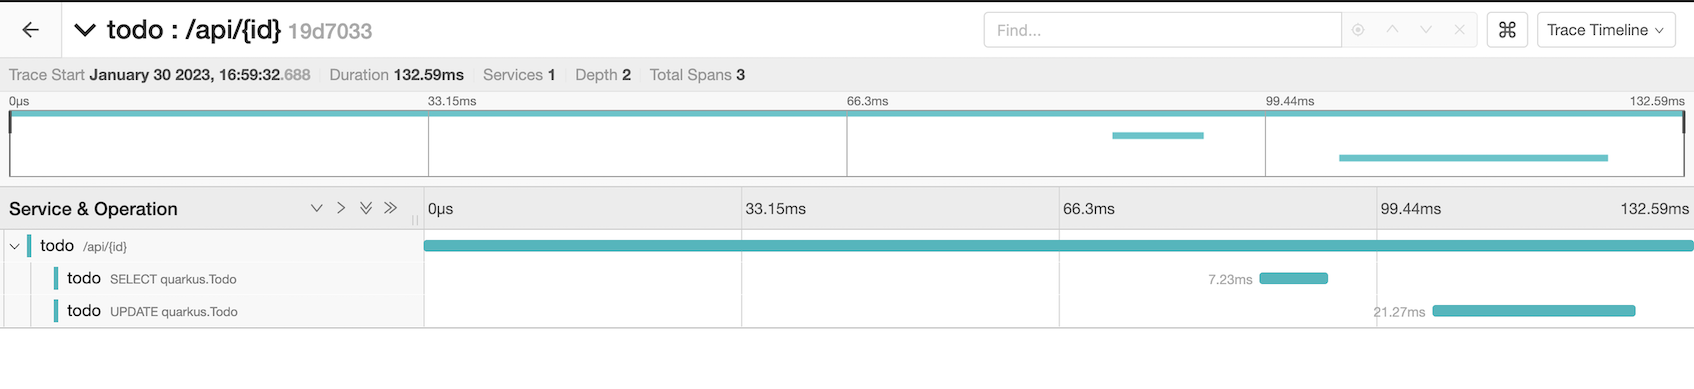 todo : /api/{id} 19d7033 Find... Trace Timeline
Trace Start January 30 2023, 16:59:32.688 Duration 132.59ms Services 1 Depth 2 Total Spans 3
0μs 33.15ms 66.3ms 99.44ms 132.59ms
Service & Operation 0μs 33.15ms 66.3ms 99.44ms 132.59ms
todo /api/{id}
todo SELECT quarkus.Todo 7.23ms
todo UPDATE quarkus.Todo 21.27ms